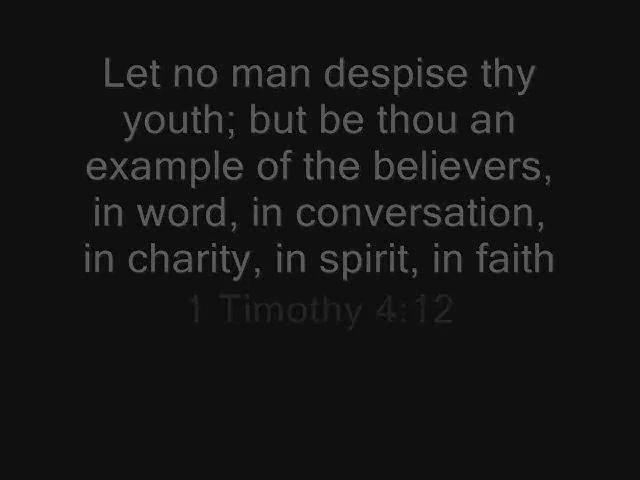 Let no man despise thy
youth; but be thou an
example of the believers,
in word, in conversation,
in charity, in spirit, in faith
1 Timothy 4:12